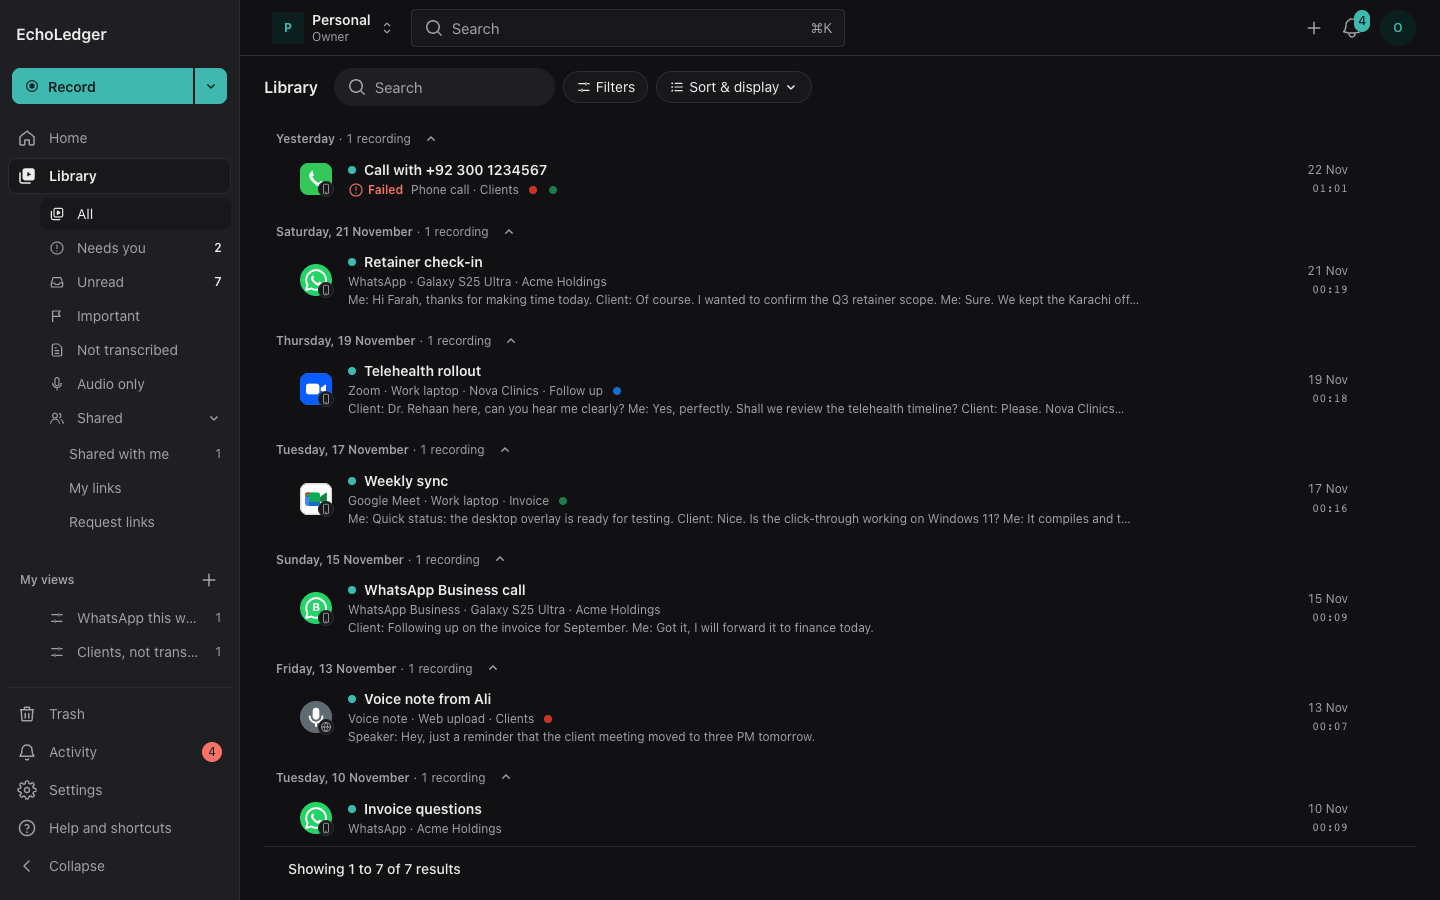 EchoLedger
Record
Home
Library
All
Needs you 2
Unread 7
Important
Not transcribed
Audio only
Shared
Shared with me 1
My links
Request links
My views
WhatsApp this w... 1
Clients, not trans... 1
Trash
Activity 4
Settings
Help and shortcuts
Collapse
P Personal
Owner
Search ⌘K
4
O
Library Search Filters Sort & display
Yesterday · 1 recording
Call with +92 300 1234567 22 Nov
Failed Phone call · Clients 01:01
Saturday, 21 November · 1 recording
Retainer check-in
WhatsApp · Galaxy S25 Ultra · Acme Holdings 21 Nov
Me: Hi Farah, thanks for making time today. Client: Of course. I wanted to confirm the Q3 retainer scope. Me: Sure. We kept the Karachi off... 00:19
Thursday, 19 November · 1 recording
Telehealth rollout
Zoom · Work laptop · Nova Clinics · Follow up 19 Nov
Client: Dr. Rehaan here, can you hear me clearly? Me: Yes, perfectly. Shall we review the telehealth timeline? Client: Please. Nova Clinics... 00:18
Tuesday, 17 November · 1 recording
Weekly sync
Google Meet · Work laptop · Invoice 17 Nov
Me: Quick status: the desktop overlay is ready for testing. Client: Nice. Is the click-through working on Windows 11? Me: It compiles and t... 00:16
Sunday, 15 November · 1 recording
WhatsApp Business call
B
WhatsApp Business · Galaxy S25 Ultra · Acme Holdings 15 Nov
Client: Following up on the invoice for September. Me: Got it, I will forward it to finance today. 00:09
Friday, 13 November · 1 recording
Voice note from Ali
Voice note · Web upload · Clients 13 Nov
Speaker: Hey, just a reminder that the client meeting moved to three PM tomorrow. 00:07
Tuesday, 10 November · 1 recording
Invoice questions 10 Nov
WhatsApp · Acme Holdings 00:09
Showing 1 to 7 of 7 results